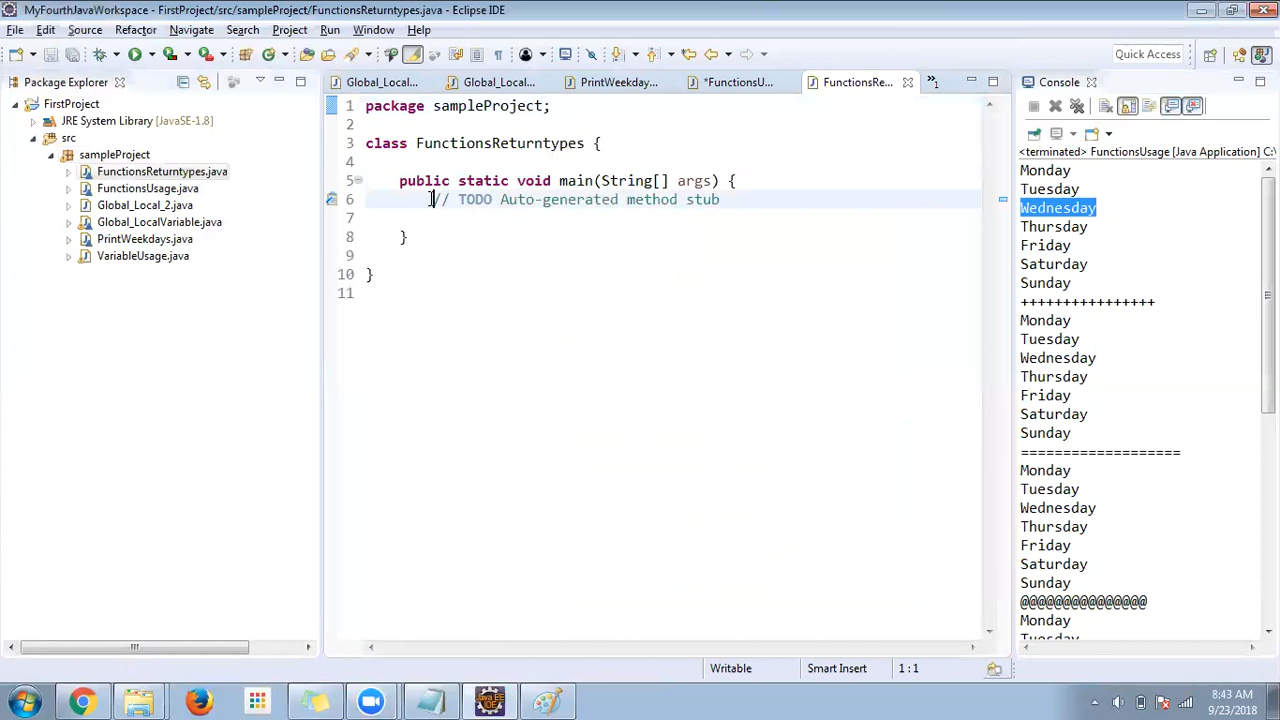 MyFourthJavaWorkspace - FirstProject/src/sampleProject/FunctionsReturntypes.java - Eclipse IDE
File Edit Source Refactor Navigate Search Project Run Window Help
Quick Access
Package Explorer
FirstProject
JRE System Library [JavaSE-1.8]
src
sampleProject
FunctionsReturntypes.java
FunctionsUsage.java
Global_Local_2.java
Global_LocalVariable.java
PrintWeekdays.java
VariableUsage.java
Global_Local... Global_Local... PrintWeekday... *FunctionsU... FunctionsRe... »1
1 package sampleProject;
2
3 class FunctionsReturntypes {
4
5 public static void main(String[] args) {
6 // TODO Auto-generated method stub
7
8 }
9
10 }
11
Console
<terminated> FunctionsUsage [Java Application] C:\
Monday
Tuesday
Wednesday
Thursday
Friday
Saturday
Sunday
++++++++++++++++
Monday
Tuesday
Wednesday
Thursday
Friday
Saturday
Sunday
===================
Monday
Tuesday
Wednesday
Thursday
Friday
Saturday
Sunday
@@@@@@@@@@@@@@@
Monday
Tuesday
Writable Smart Insert 1 : 1
Java EE
IDE
8:43 AM
9/23/2018